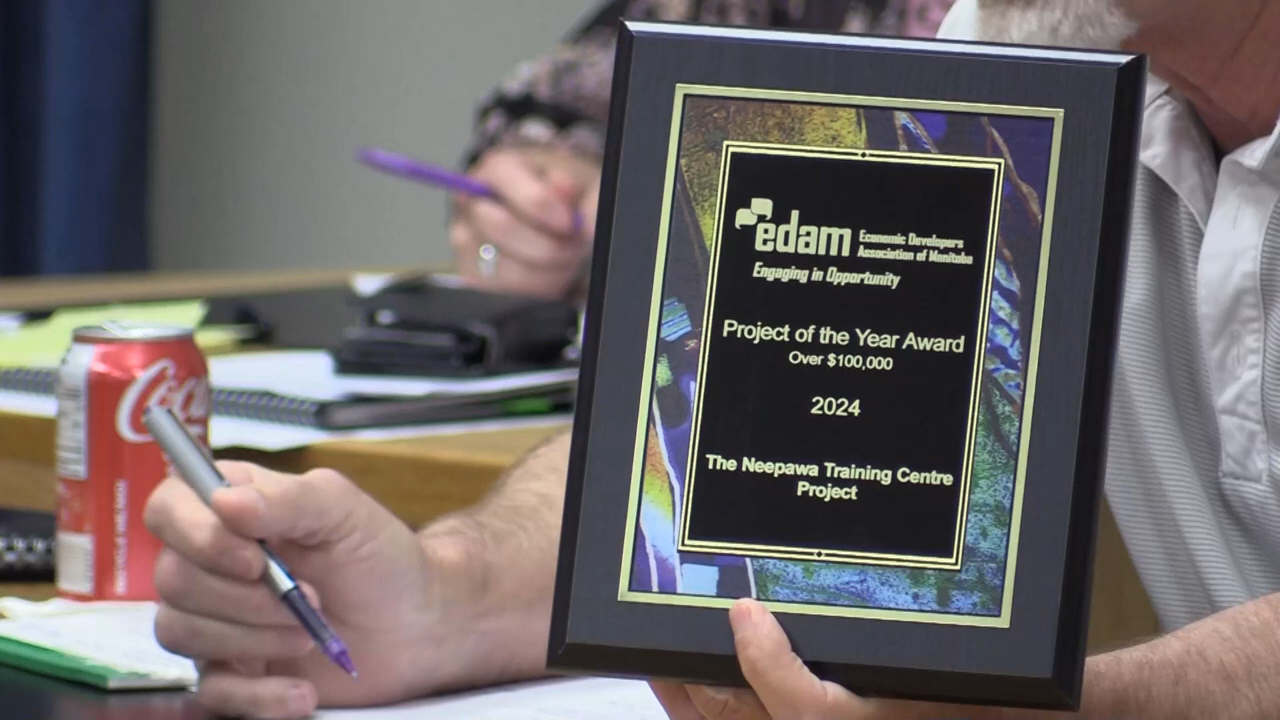 edam
Economic Developers
Association of Manitoba
Engaging in Opportunity
Project of the Year Award
Over $100,000
2024
The Neepawa Training Centre
Project
Coca